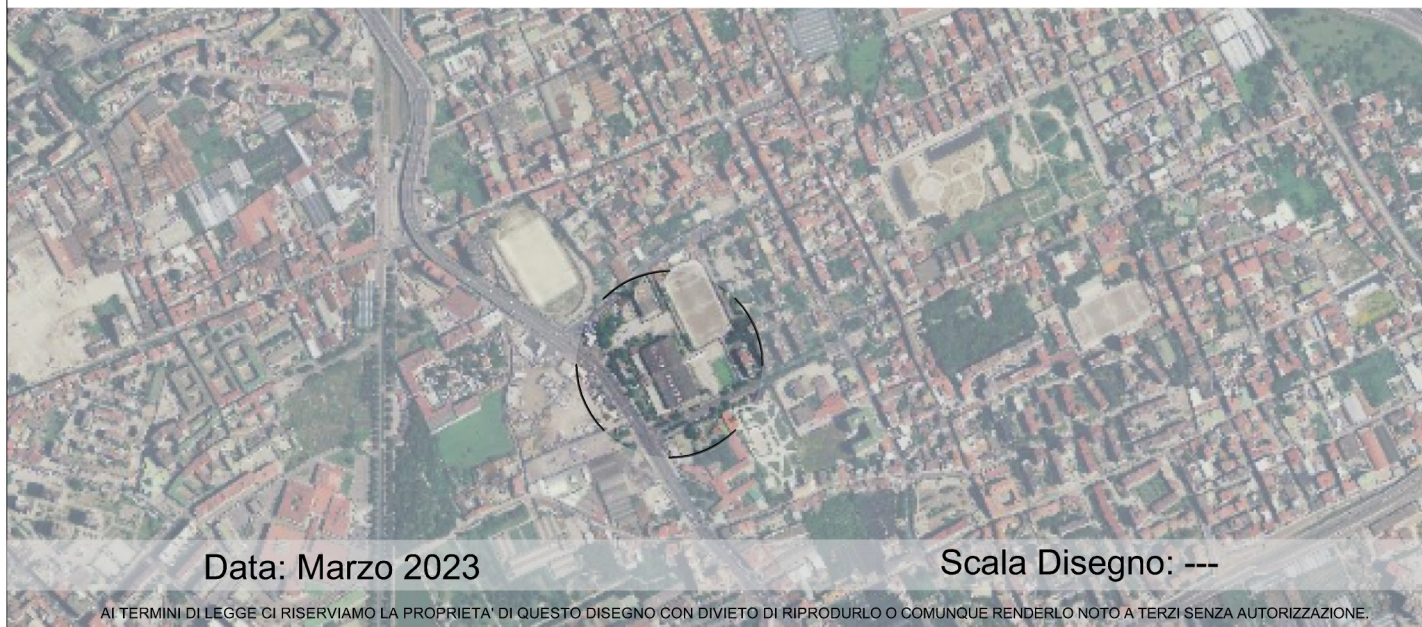 Data: Marzo 2023
Scala Disegno: ---
AI TERMINI DI LEGGE CI RISERVIAMO LA PROPRIETA' DI QUESTO DISEGNO CON DIVIETO DI RIPRODURLO O COMUNQUE RENDERLO NOTO A TERZI SENZA AUTORIZZAZIONE.